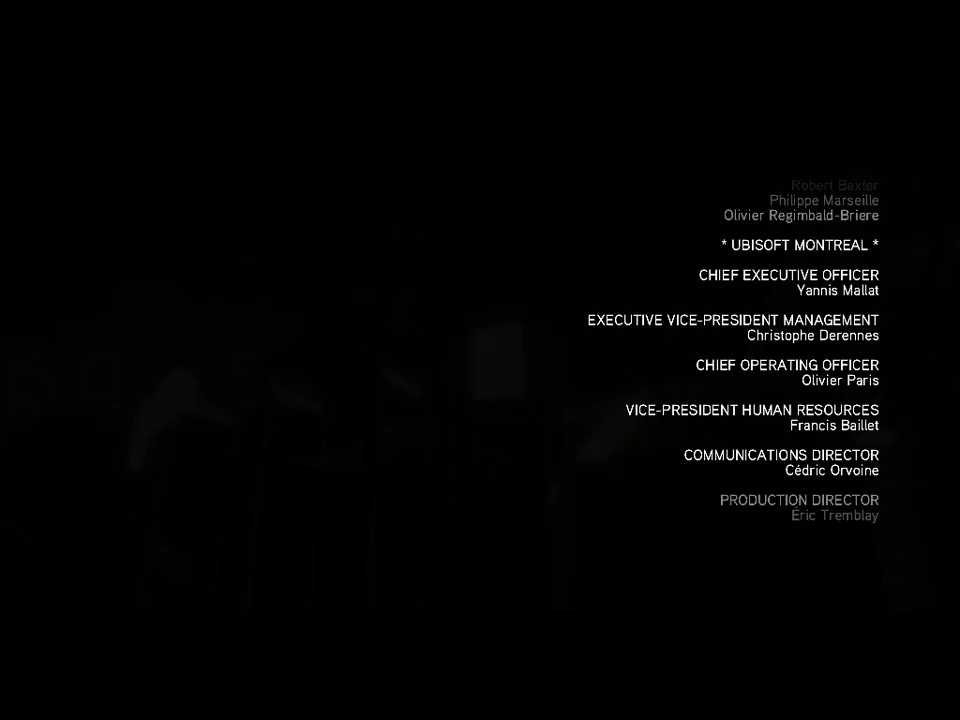 Robert Baxter
Philippe Marseille
Olivier Regimbald-Briere
* UBISOFT MONTREAL *
CHIEF EXECUTIVE OFFICER
Yannis Mallat
EXECUTIVE VICE-PRESIDENT MANAGEMENT
Christophe Derennes
CHIEF OPERATING OFFICER
Olivier Paris
VICE-PRESIDENT HUMAN RESOURCES
Francis Baillet
COMMUNICATIONS DIRECTOR
Cédric Orvoine
PRODUCTION DIRECTOR
Éric Tremblay